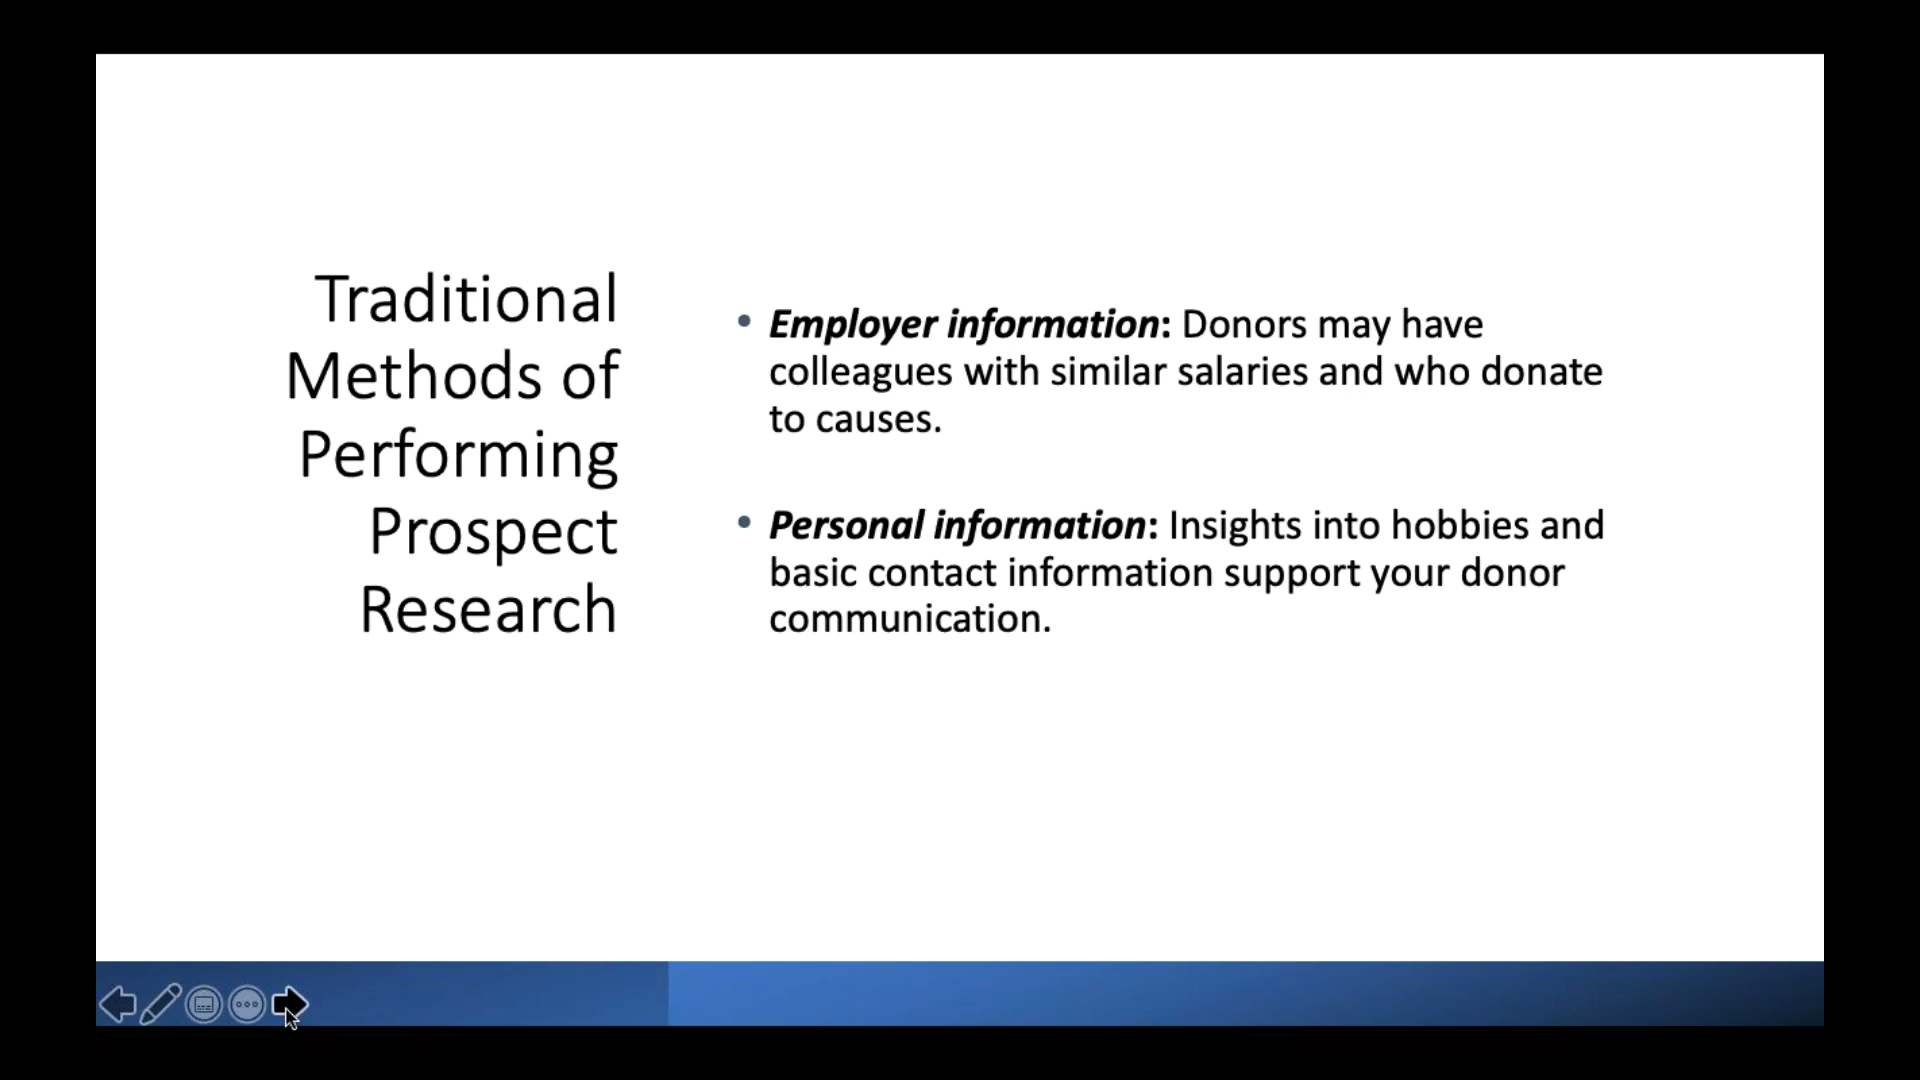 Traditional
Methods of
Performing
Prospect
Research
• Employer information: Donors may have
colleagues with similar salaries and who donate
to causes.
• Personal information: Insights into hobbies and
basic contact information support your donor
communication.